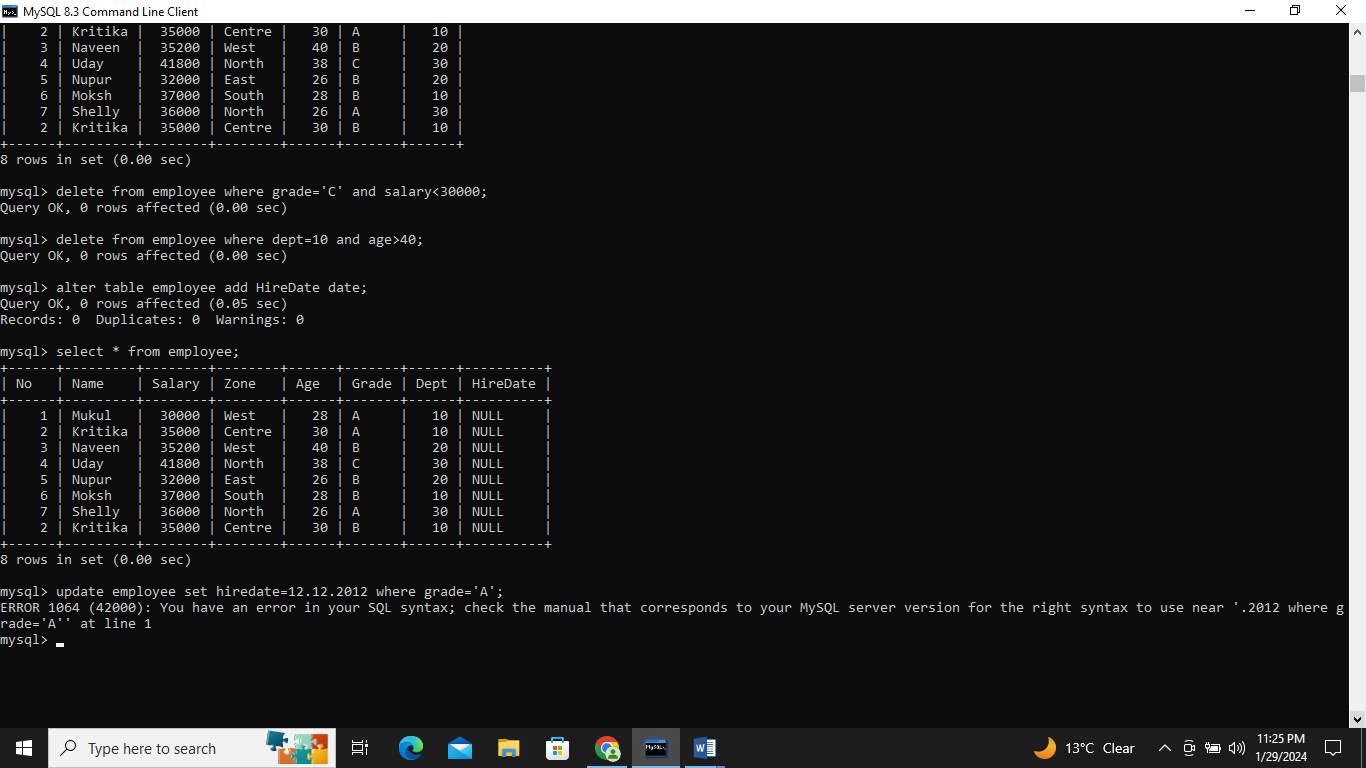 MySQL 8.3 Command Line Client
|    2 | Kritika |  35000 | Centre |   30 | A     |   10 |
|    3 | Naveen  |  35200 | West   |   40 | B     |   20 |
|    4 | Uday    |  41800 | North  |   38 | C     |   30 |
|    5 | Nupur   |  32000 | East   |   26 | B     |   20 |
|    6 | Moksh   |  37000 | South  |   28 | B     |   10 |
|    7 | Shelly  |  36000 | North  |   26 | A     |   30 |
|    2 | Kritika |  35000 | Centre |   30 | B     |   10 |
+------+---------+--------+--------+------+-------+------+
8 rows in set (0.00 sec)
mysql> delete from employee where grade='C' and salary<30000;
Query OK, 0 rows affected (0.00 sec)
mysql> delete from employee where dept=10 and age>40;
Query OK, 0 rows affected (0.00 sec)
mysql> alter table employee add HireDate date;
Query OK, 0 rows affected (0.05 sec)
Records: 0  Duplicates: 0  Warnings: 0
mysql> select * from employee;
+------+---------+--------+--------+------+-------+------+----------+
| No   | Name    | Salary | Zone   | Age  | Grade | Dept | HireDate |
+------+---------+--------+--------+------+-------+------+----------+
|    1 | Mukul   |  30000 | West   |   28 | A     |   10 | NULL     |
|    2 | Kritika |  35000 | Centre |   30 | A     |   10 | NULL     |
|    3 | Naveen  |  35200 | West   |   40 | B     |   20 | NULL     |
|    4 | Uday    |  41800 | North  |   38 | C     |   30 | NULL     |
|    5 | Nupur   |  32000 | East   |   26 | B     |   20 | NULL     |
|    6 | Moksh   |  37000 | South  |   28 | B     |   10 | NULL     |
|    7 | Shelly  |  36000 | North  |   26 | A     |   30 | NULL     |
|    2 | Kritika |  35000 | Centre |   30 | B     |   10 | NULL     |
+------+---------+--------+--------+------+-------+------+----------+
8 rows in set (0.00 sec)
mysql> update employee set hiredate=12.12.2012 where grade='A';
ERROR 1064 (42000): You have an error in your SQL syntax; check the manual that corresponds to your MySQL server version for the right syntax to use near '.2012 where g
rade='A'' at line 1
mysql>
Type here to search
13°C Clear
11:25 PM
1/29/2024